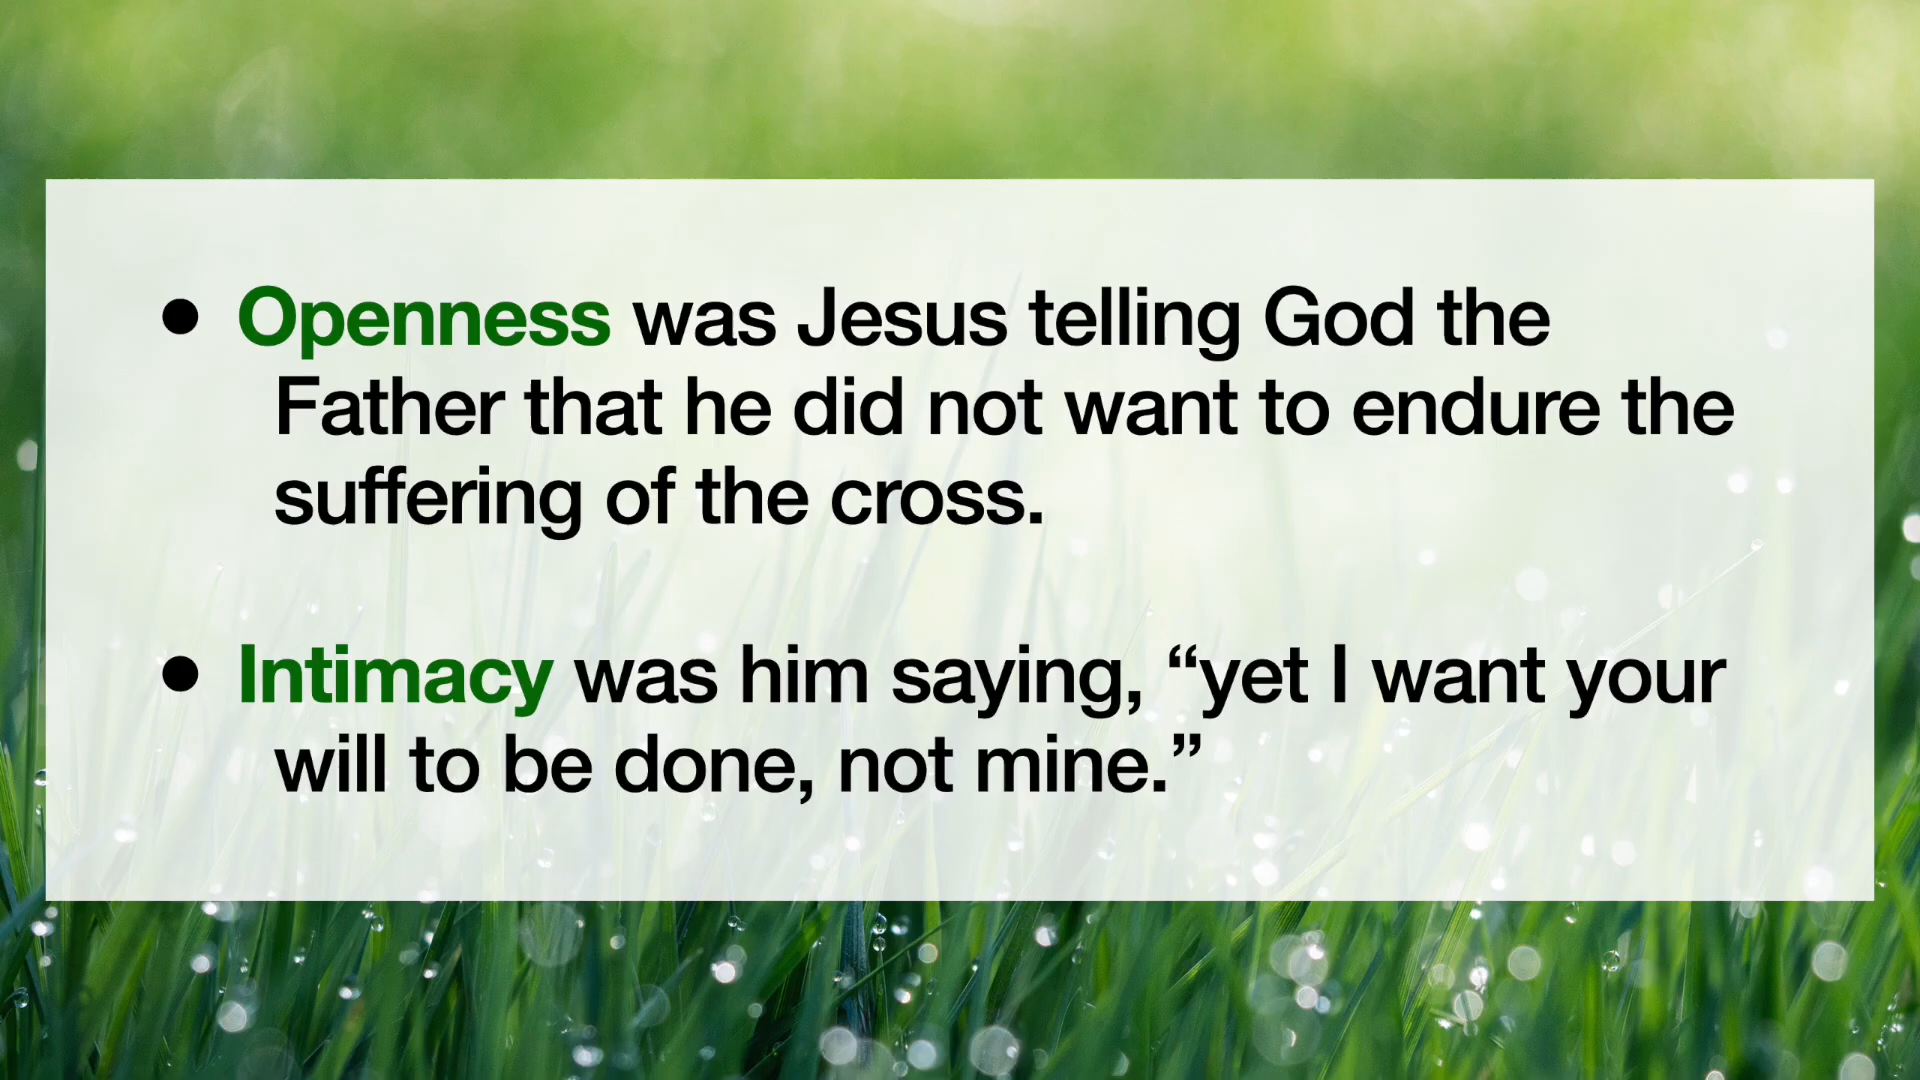 • Openness was Jesus telling God the
Father that he did not want to endure the
suffering of the cross.
• Intimacy was him saying, “yet I want your
will to be done, not mine.”